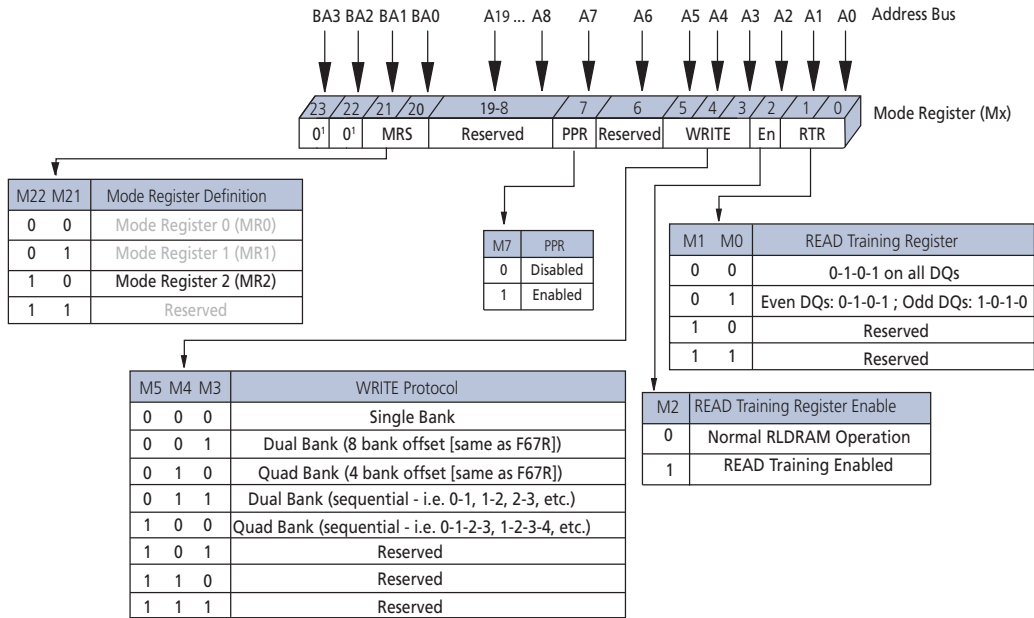 BA3 BA2 BA1 BA0 A19 ... A8 A7 A6 A5 A4 A3 A2 A1 A0 Address Bus
23 22 21 20 19-8 7 6 5 4 3 2 1 0 Mode Register (Mx)
0¹ 0¹ MRS Reserved PPR Reserved WRITE En RTR
M22 M21 Mode Register Definition
0 0 Mode Register 0 (MR0)
0 1 Mode Register 1 (MR1)
1 0 Mode Register 2 (MR2)
1 1 Reserved
M7 PPR
0 Disabled
1 Enabled
M1 M0 READ Training Register
0 0 0-1-0-1 on all DQs
0 1 Even DQs: 0-1-0-1 ; Odd DQs: 1-0-1-0
1 0 Reserved
1 1 Reserved
M5 M4 M3 WRITE Protocol
0 0 0 Single Bank
0 0 1 Dual Bank (8 bank offset [same as F67R])
0 1 0 Quad Bank (4 bank offset [same as F67R])
0 1 1 Dual Bank (sequential - i.e. 0-1, 1-2, 2-3, etc.)
1 0 0 Quad Bank (sequential - i.e. 0-1-2-3, 1-2-3-4, etc.)
1 0 1 Reserved
1 1 0 Reserved
1 1 1 Reserved
M2 READ Training Register Enable
0 Normal RLDRAM Operation
1 READ Training Enabled